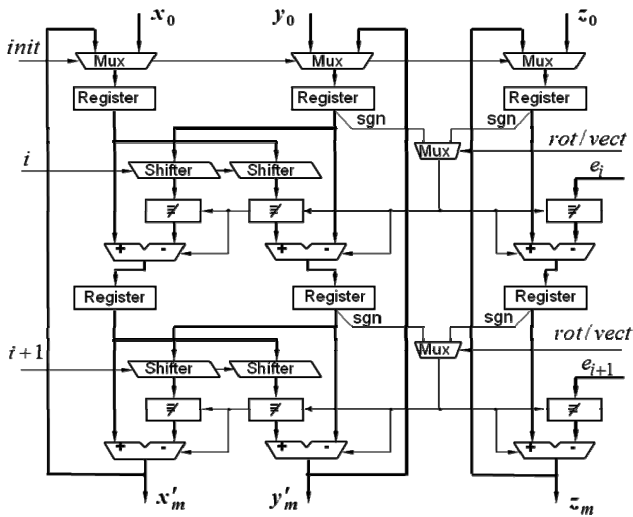 x₀ y₀ z₀
init Mux Mux Mux
Register Register Register
sgn sgn
Mux rot/vect
i Shifter Shifter eᵢ
≡ ≡ ≡
+ - + - + -
Register Register Register
sgn sgn
Mux rot/vect
i+1 Shifter Shifter eᵢ₊₁
≡ ≡ ≡
+ - + - + -
x′ₘ y′ₘ zₘ